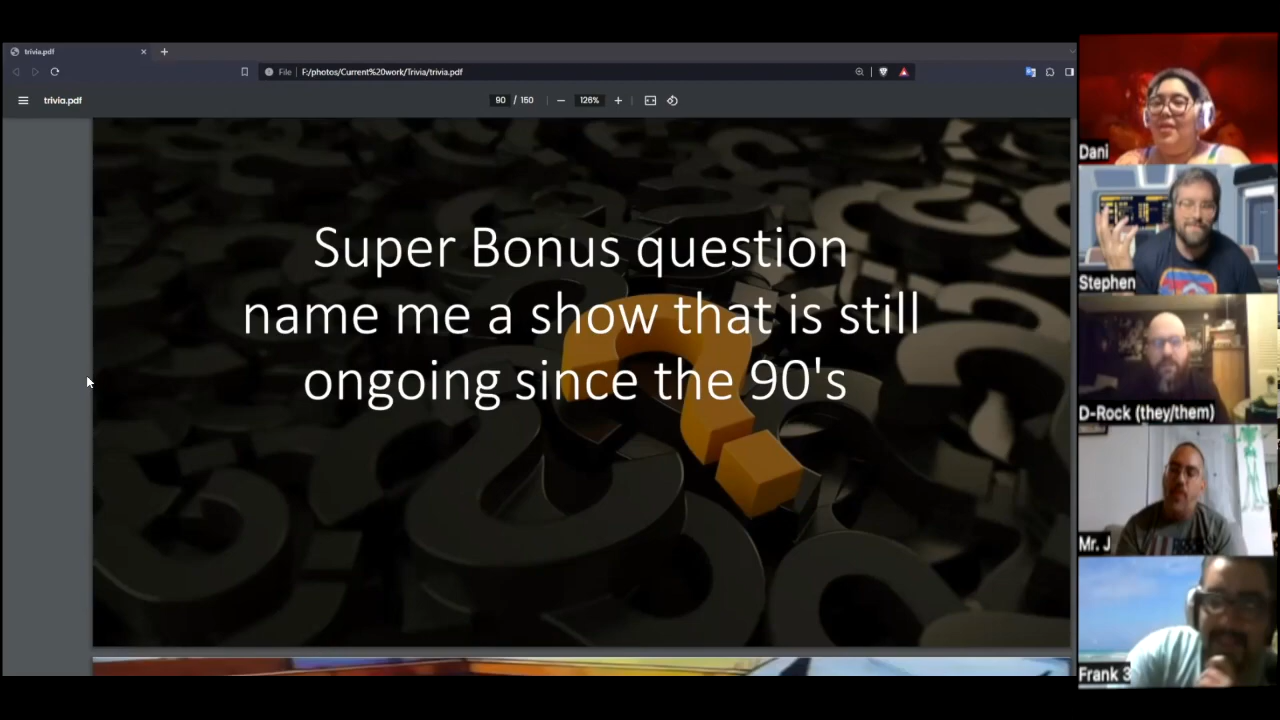 trivia.pdf
File
F:/photos/Current%20work/Trivia/trivia.pdf
trivia.pdf
90 / 150
126%
Super Bonus question
name me a show that is still
ongoing since the 90's
Dani
Stephen
D-Rock (they/them)
Mr. J
Frank 3